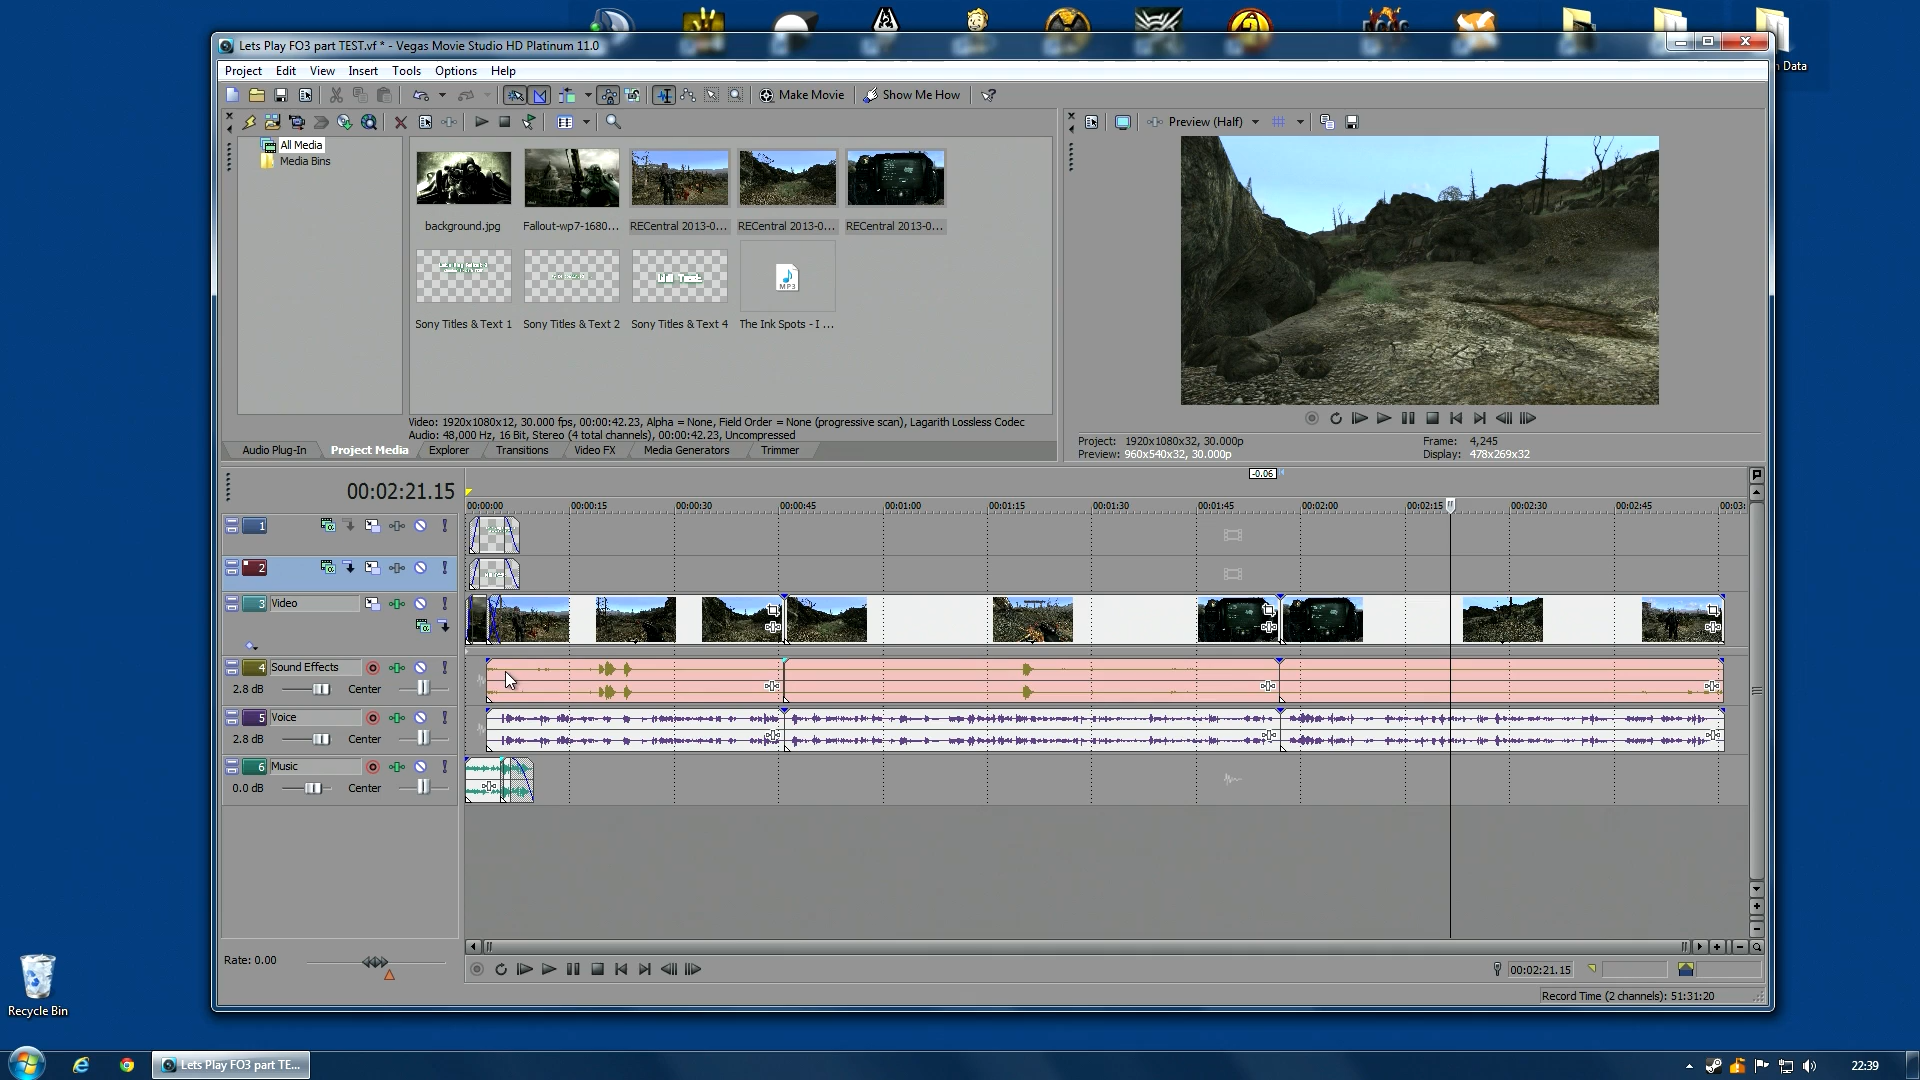 n Data
Lets Play FO3 part TEST.vf * - Vegas Movie Studio HD Platinum 11.0
Project Edit View Insert Tools Options Help
Make Movie Show Me How
Preview (Half)
All Media
Media Bins
background.jpg Fallout-wp7-1680... RECentral 2013-0... RECentral 2013-0... RECentral 2013-0...
MP3
Sony Titles & Text 1 Sony Titles & Text 2 Sony Titles & Text 4 The Ink Spots - I ...
Video: 1920x1080x12, 30.000 fps, 00:00:42.23, Alpha = None, Field Order = None (progressive scan), Lagarith Lossless Codec
Audio: 48,000 Hz, 16 Bit, Stereo (4 total channels), 00:00:42.23, Uncompressed
Audio Plug-In Project Media Explorer Transitions Video FX Media Generators Trimmer
Project: 1920x1080x32, 30.000p Frame: 4,245
Preview: 960x540x32, 30.000p Display: 478x269x32
-0.06
00:02:21.15
00:00:00 00:00:15 00:00:30 00:00:45 00:01:00 00:01:15 00:01:30 00:01:45 00:02:00 00:02:15 00:02:30 00:02:45 00:03:
1
2
3 Video
4 Sound Effects
2.8 dB Center
5 Voice
2.8 dB Center
6 Music
0.0 dB Center
Rate: 0.00
00:02:21.15
Record Time (2 channels): 51:31:20
Recycle Bin
Lets Play FO3 part TE...
22:39